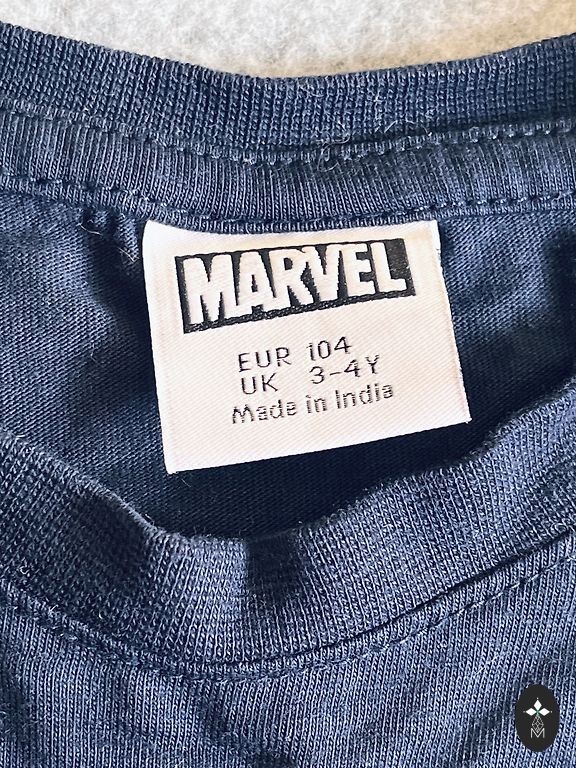 MARVEL
EUR 104
UK 3-4Y
Made in India
M